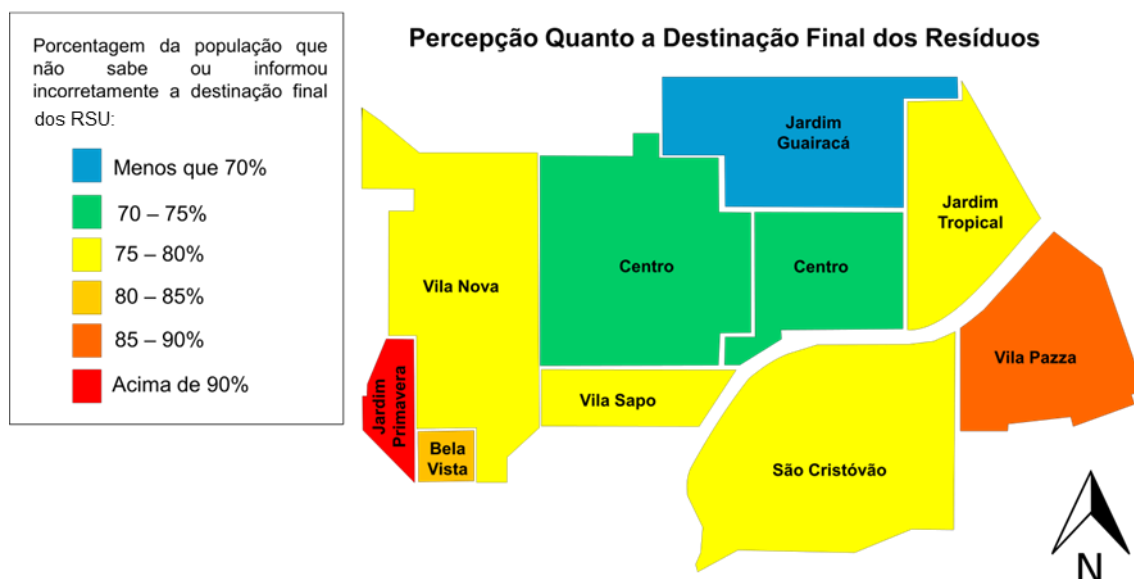 Percepção Quanto a Destinação Final dos Resíduos
Porcentagem da população que
não sabe ou informou
incorretamente a destinação final
dos RSU:
Menos que 70%
70 – 75%
75 – 80%
80 – 85%
85 – 90%
Acima de 90%
Jardim
Guairacá
Jardim
Tropical
Centro
Centro
Vila Nova
Vila Pazza
Jardim
Primavera
Vila Sapo
Bela
Vista
São Cristóvão
N